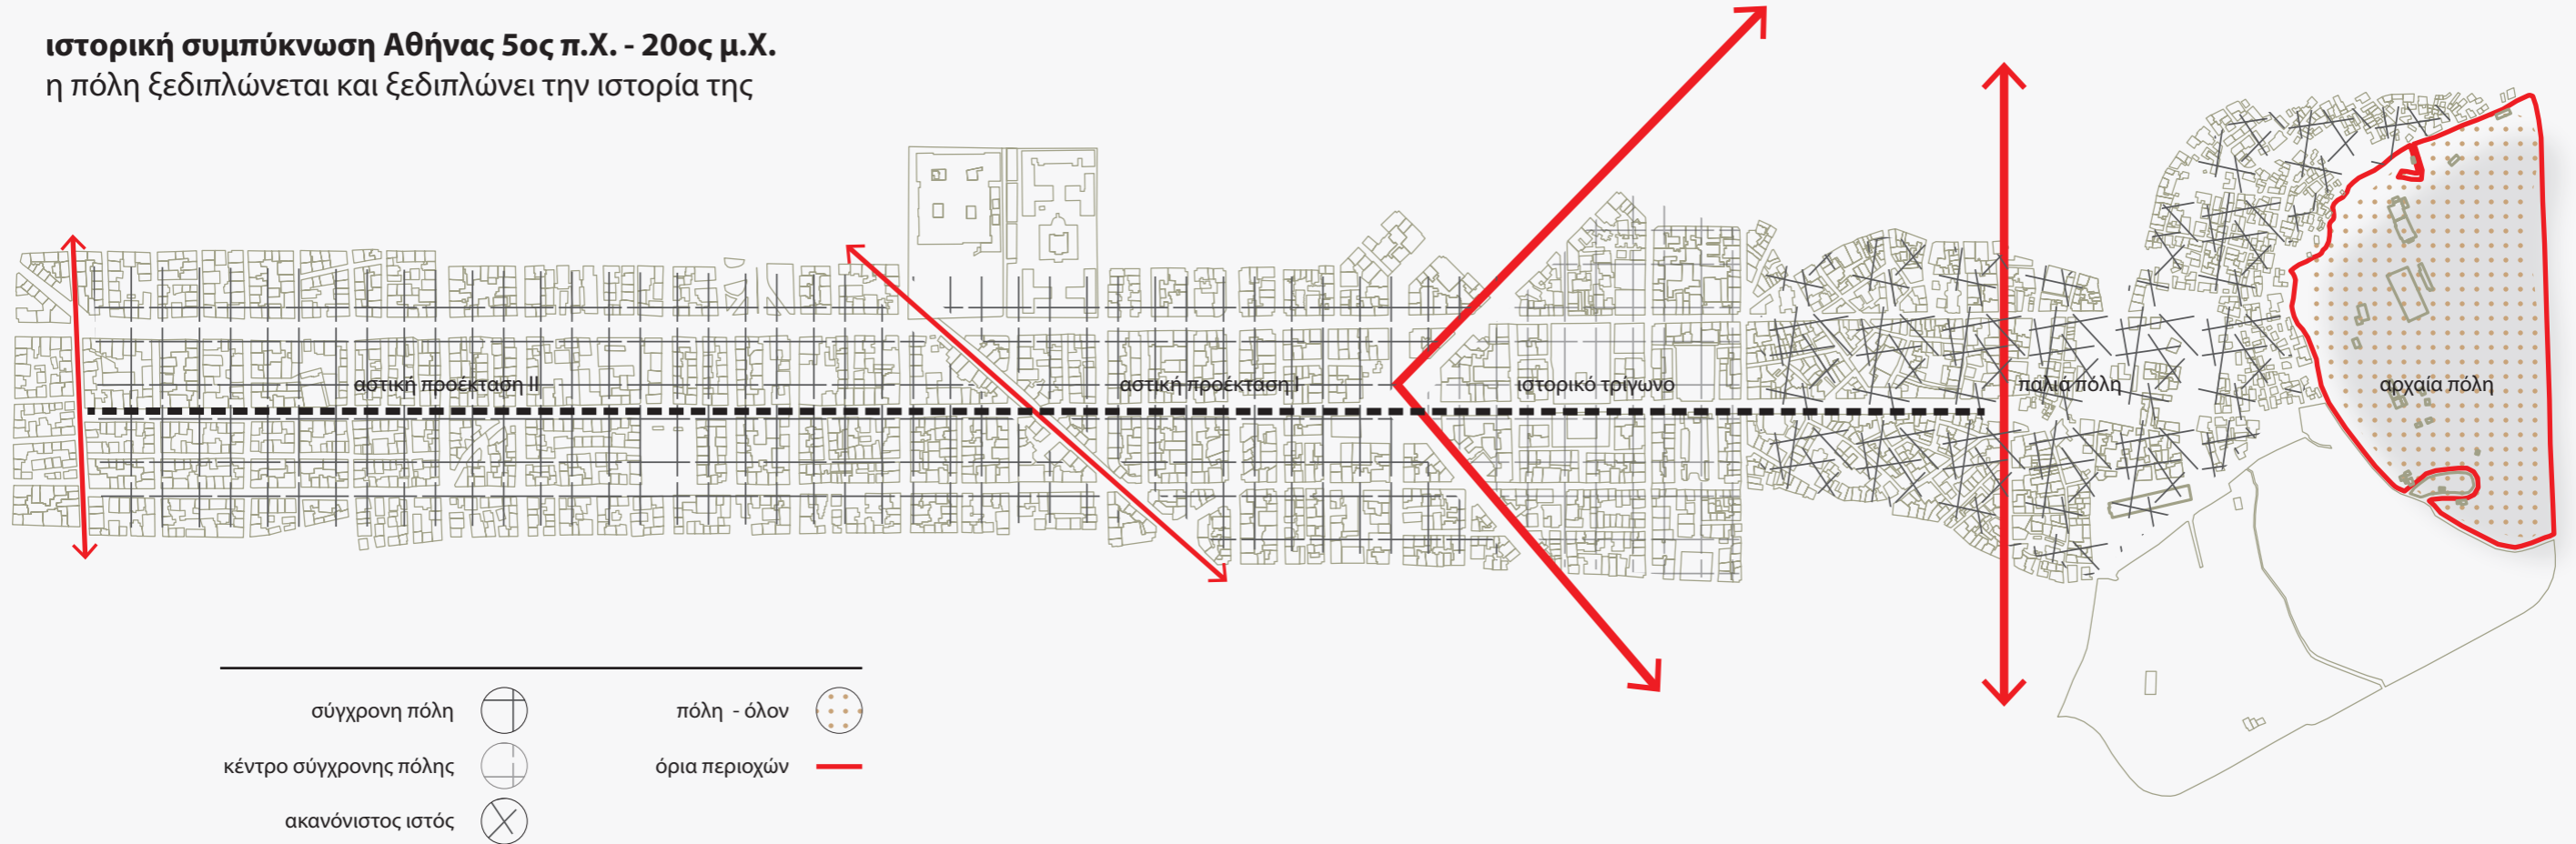 ιστορική συμπύκνωση Αθήνας 5ος π.Χ. - 20ος μ.Χ.
η πόλη ξεδιπλώνεται και ξεδιπλώνει την ιστορία της
αστική προέκταση II
αστική προέκταση I
ιστορικό τρίγωνο
παλιά πόλη
αρχαία πόλη
σύγχρονη πόλη
πόλη - όλον
κέντρο σύγχρονης πόλης
όρια περιοχών
ακανόνιστος ιστός